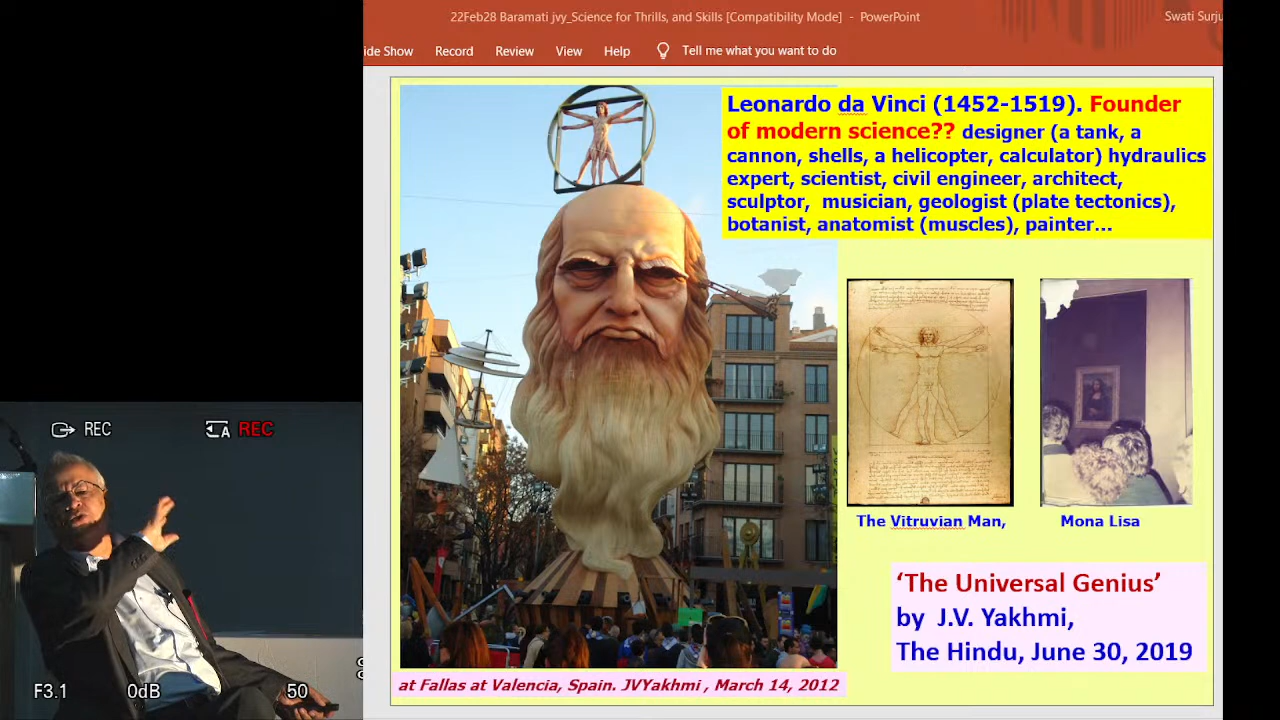 22Feb28 Baramati jvy_Science for Thrills, and Skills [Compatibility Mode] - PowerPoint
Swati Surju
ide Show Record Review View Help Tell me what you want to do
Leonardo da Vinci (1452-1519). Founder
of modern science?? designer (a tank, a
cannon, shells, a helicopter, calculator) hydraulics
expert, scientist, civil engineer, architect,
sculptor, musician, geologist (plate tectonics),
botanist, anatomist (muscles), painter...
The Vitruvian Man,
Mona Lisa
‘The Universal Genius’
by J.V. Yakhmi,
The Hindu, June 30, 2019
at Fallas at Valencia, Spain. JVYakhmi , March 14, 2012
REC
A REC
F3.1 0dB 50